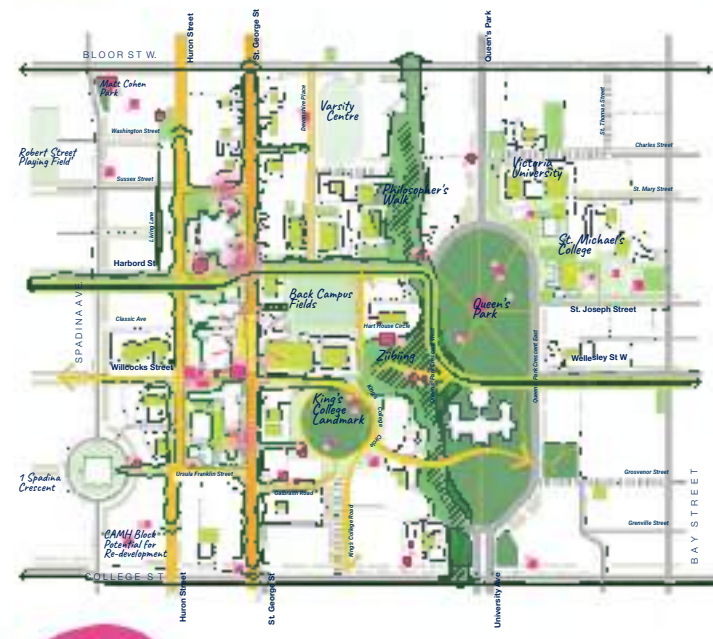 Huron Street
St. George St
Queen's Park
BLOOR ST W.
Matt Cohen
Park
Devonshire Place
Varsity
Centre
St. Thomas Street
Washington Street
Charles Street
Robert Street
Playing Field
Victoria
University
Sussex Street
Philosopher's
Walk
St. Mary Street
Living Lane
St. Michael's
College
Harbord St
Back Campus
Fields
Queen's
Park
St. Joseph Street
SPADINA AVE.
Classic Ave
Hart House Circle
Ziibiing
Wellesley St W
Willcocks Street
Queen's Park Crescent East
King's
College
Circle
King's
College
Landmark
1 Spadina
Crescent
Ursula Franklin Street
Grosvenor Street
Galbraith Road
King's College Road
BAY STREET
Grenville Street
CAMH Block
Potential for
Re-development
COLLEGE ST
Huron Street
St. George St
University Ave